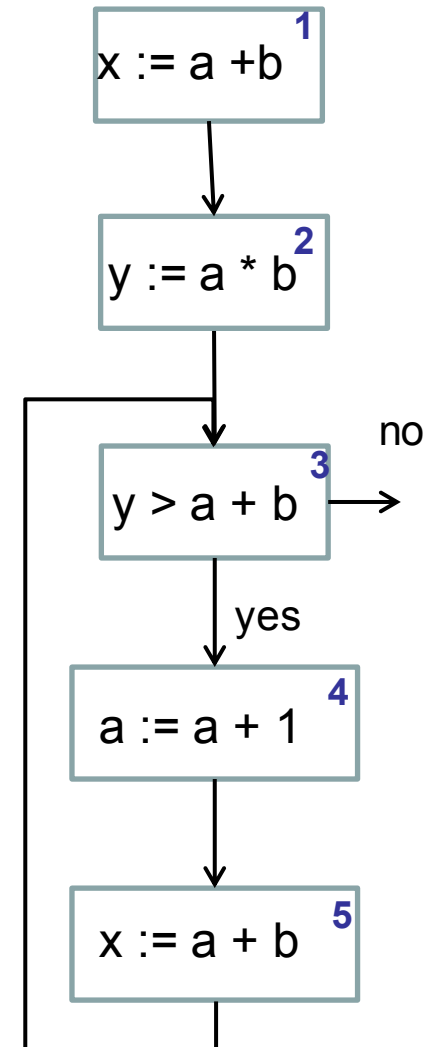 1
x := a +b
2
y := a * b
no
3
y > a + b
yes
4
a := a + 1
5
x := a + b